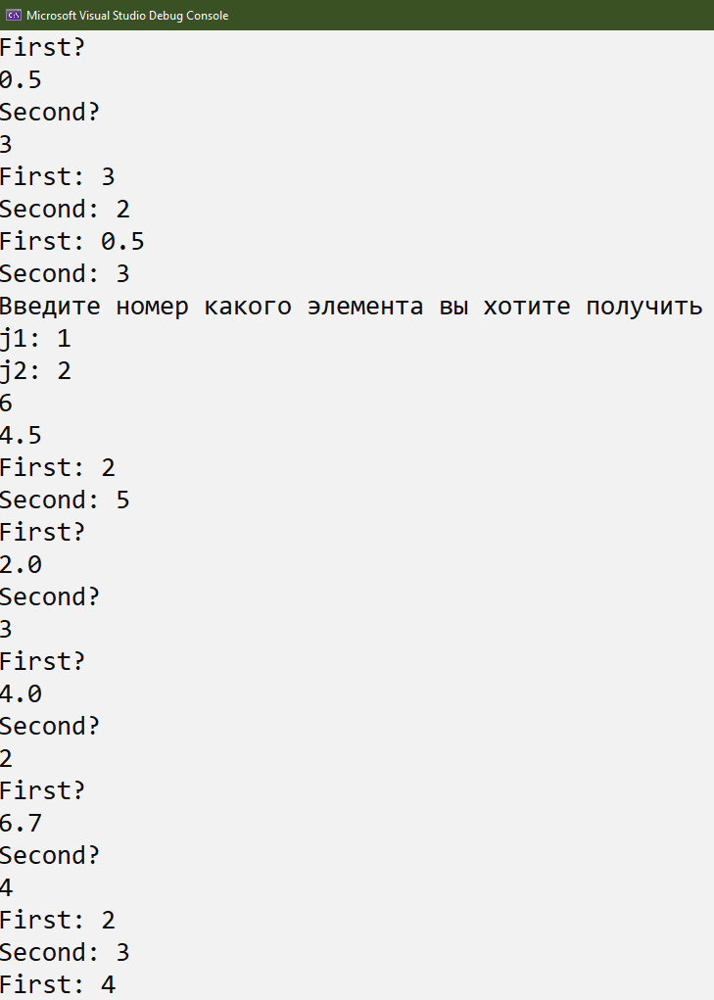 Microsoft Visual Studio Debug Console
First?
0.5
Second?
3
First: 3
Second: 2
First: 0.5
Second: 3
Введите номер какого элемента вы хотите получить
j1: 1
j2: 2
6
4.5
First: 2
Second: 5
First?
2.0
Second?
3
First?
4.0
Second?
2
First?
6.7
Second?
4
First: 2
Second: 3
First: 4